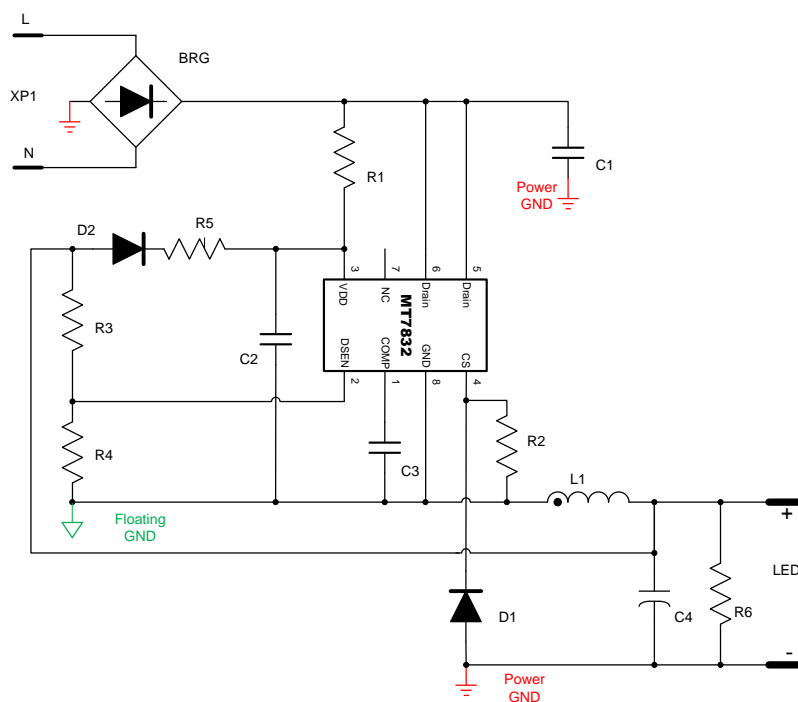 L
BRG
XP1
N
R1
C1
Power
GND
D2
R5
3
7
6
5
VDD
NC
Drain
Drain
MT7832
R3
C2
DSEN
COMP
GND
CS
2
1
8
4
R4
C3
R2
L1
Floating
GND
+
LED
D1
C4
R6
-
Power
GND